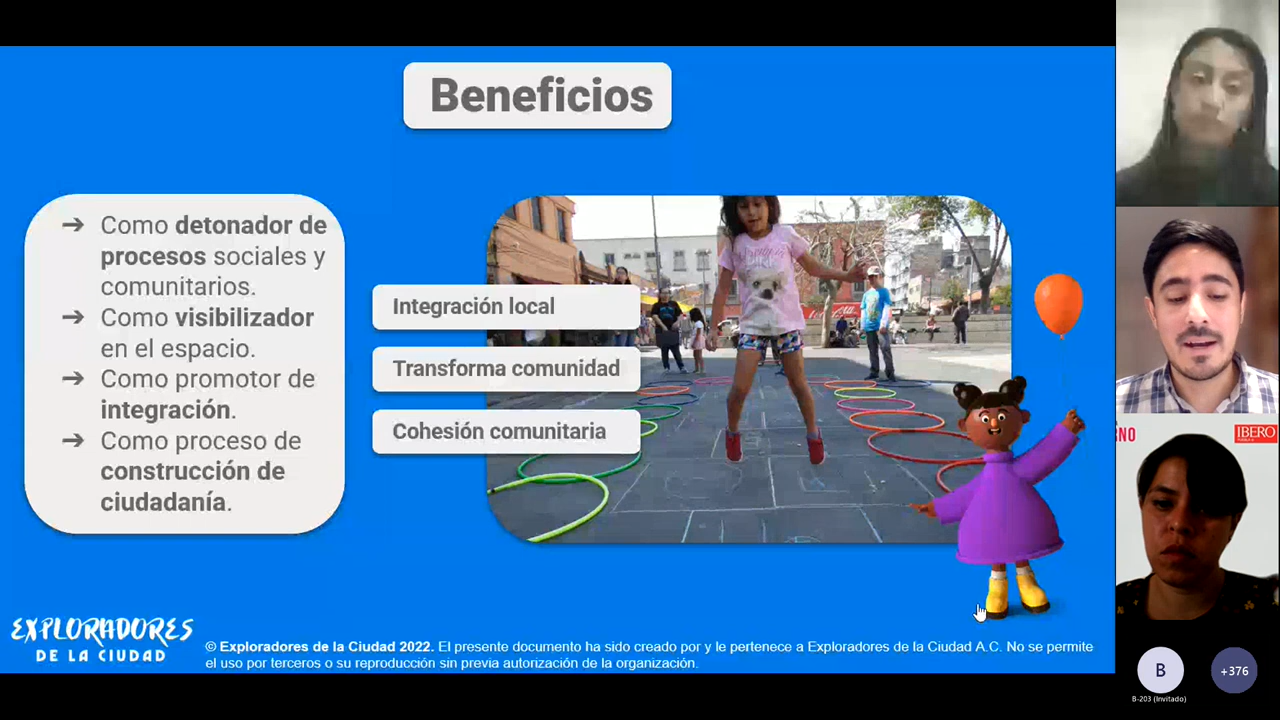 Beneficios
➔ Como detonador de
procesos sociales y
comunitarios.
➔ Como visibilizador
en el espacio.
➔ Como promotor de
integración.
➔ Como proceso de
construcción de
ciudadanía.
Integración local
Transforma comunidad
Cohesión comunitaria
EXPLORADORES
DE LA CIUDAD
© Exploradores de la Ciudad 2022. El presente documento ha sido creado por y le pertenece a Exploradores de la Ciudad A.C. No se permite
el uso por terceros o su reproducción sin previa autorización de la organización.
RNO
IBERO
B
+376
B-203 (Invitado)